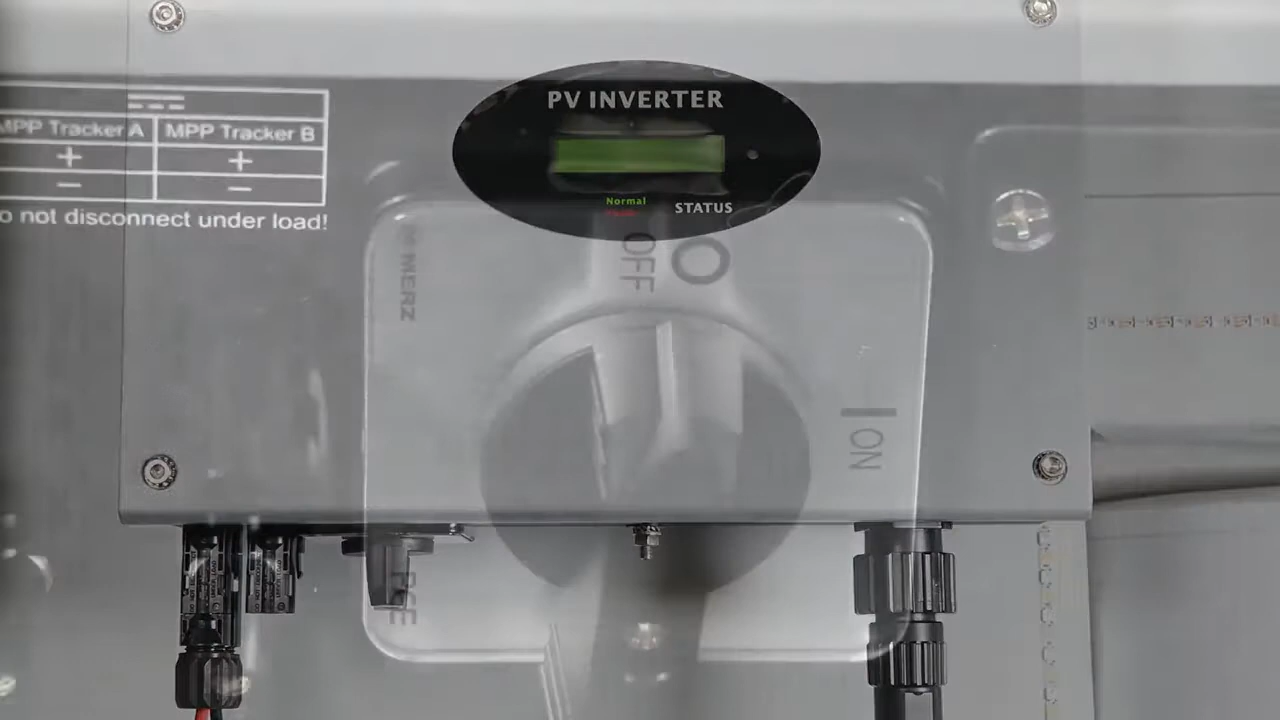 PV INVERTER
MPP Tracker A MPP Tracker B
+ +
− −
o not disconnect under load!
Normal
STATUS
OFF
O
MERZ
I
ON